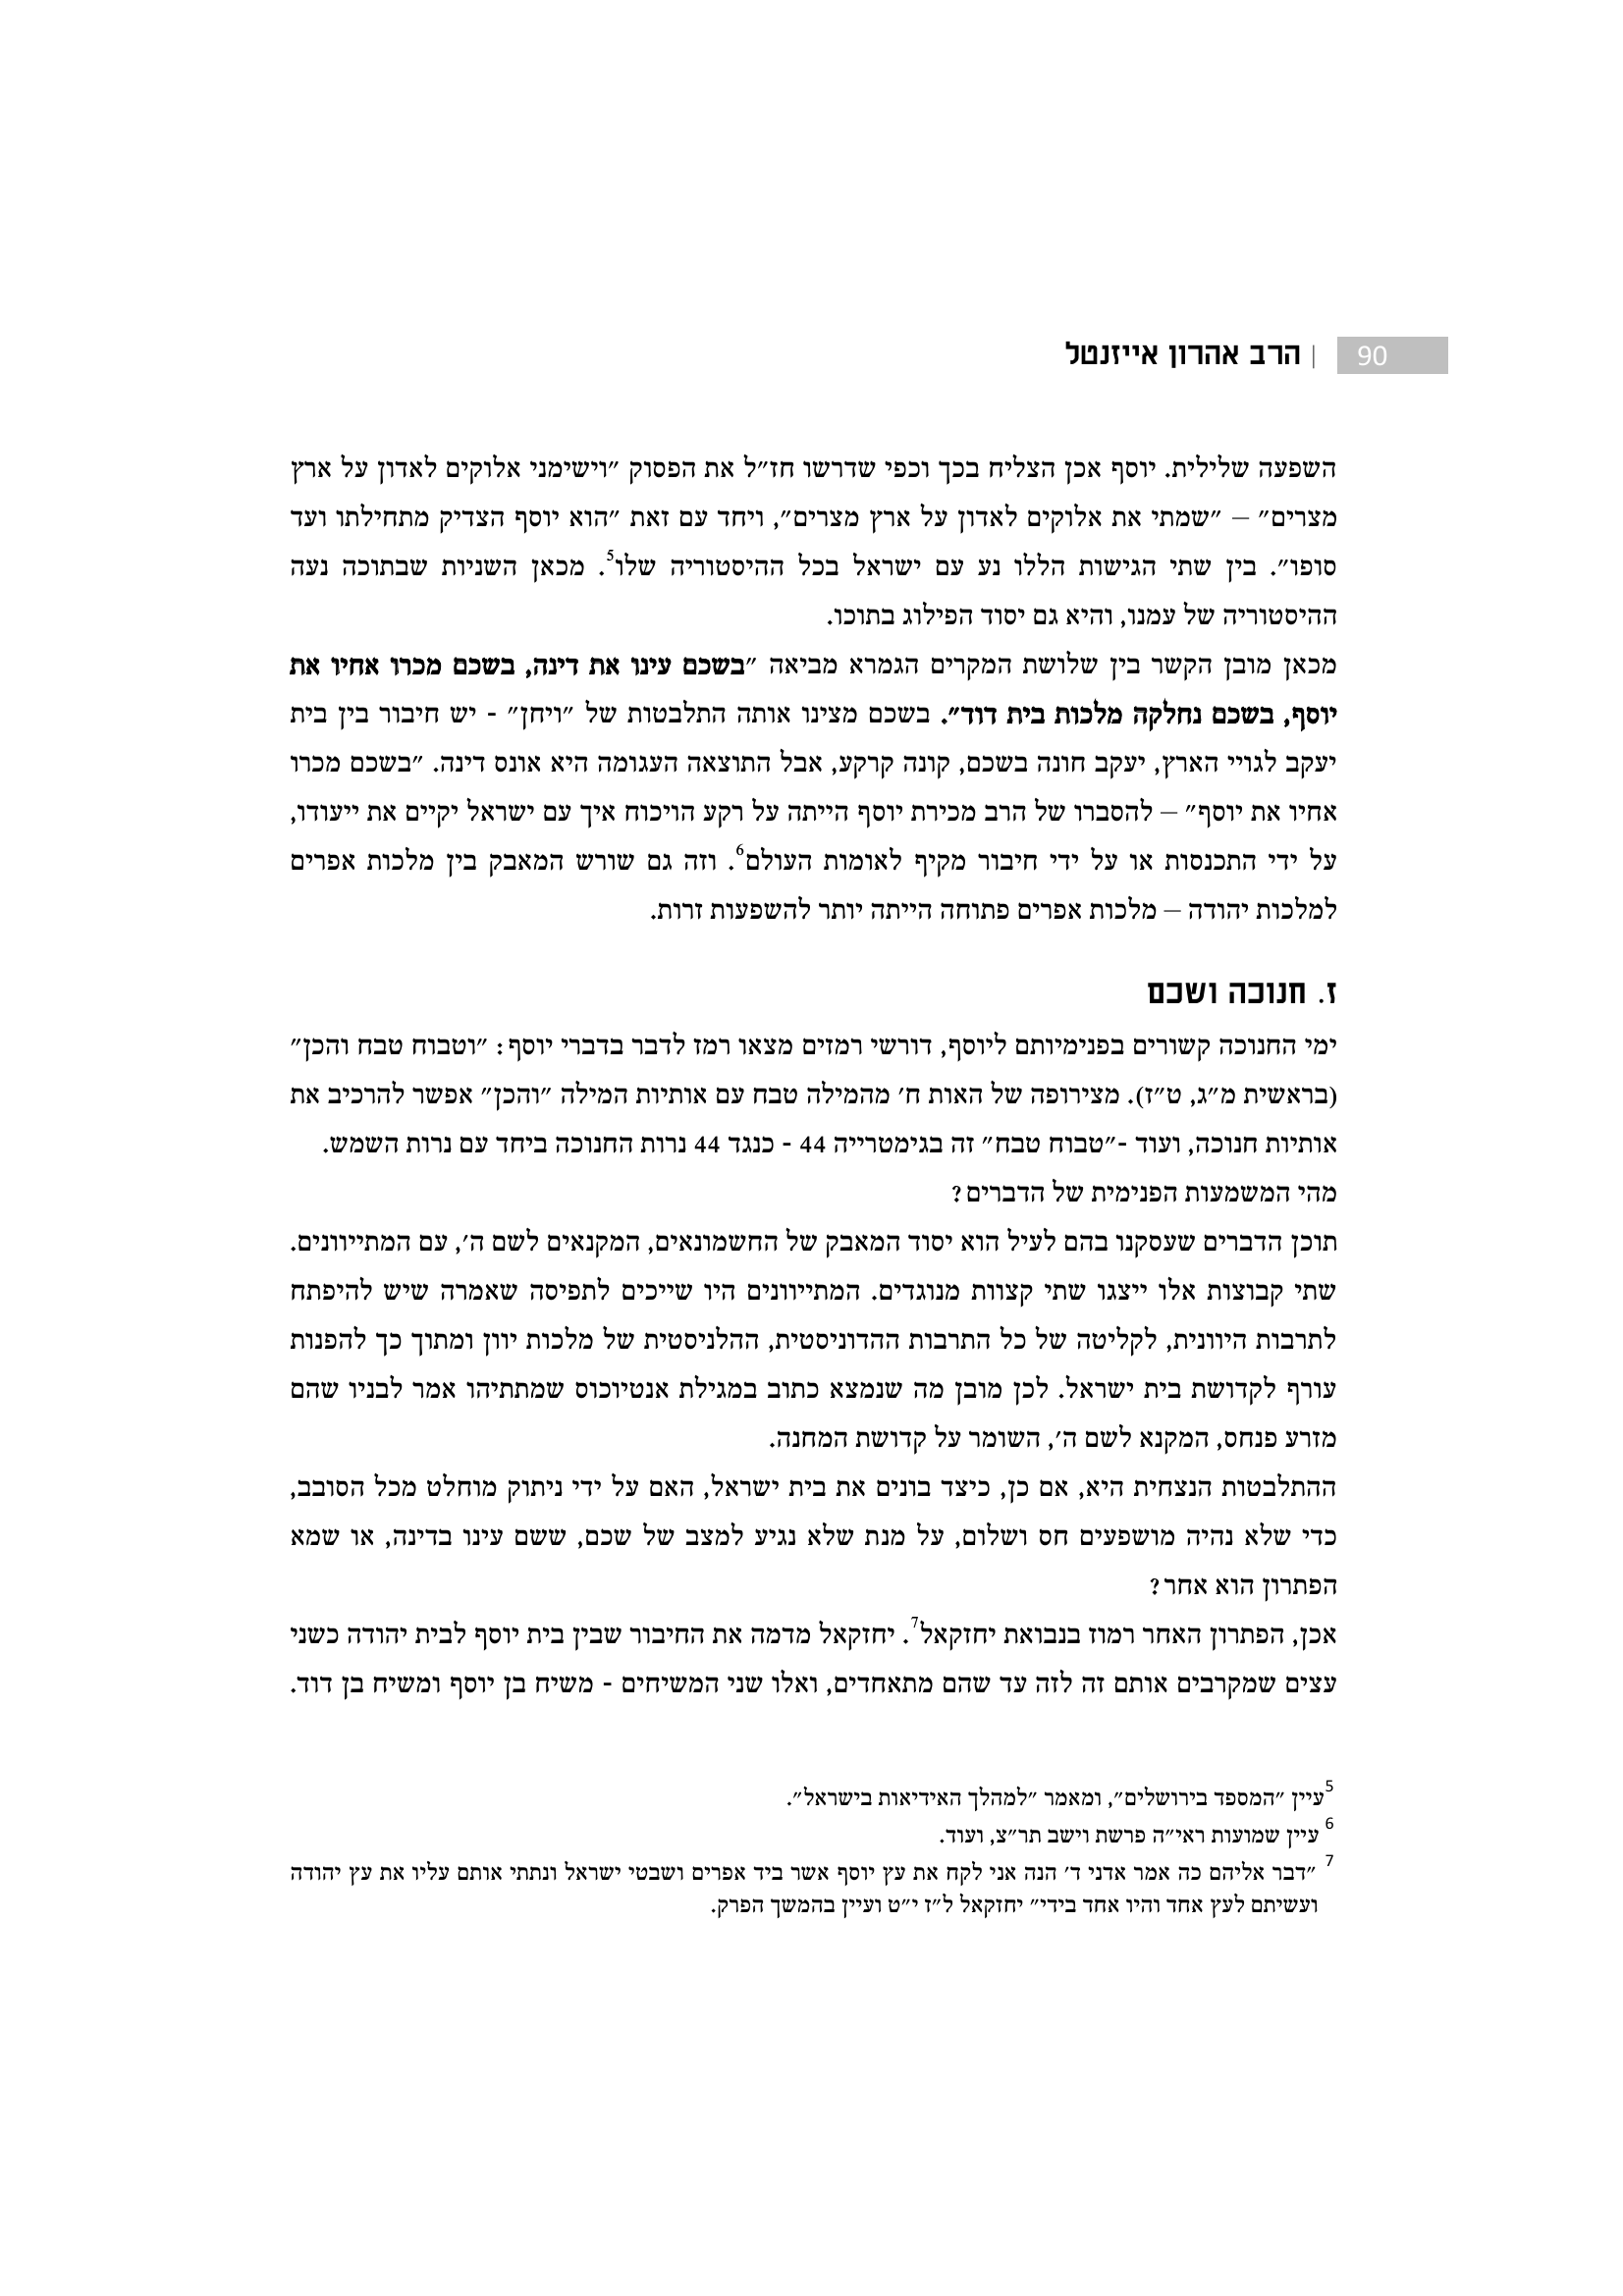 90 | הרב אהרון אייזנטל
השפעה שלילית. יוסף אכן הצליח בכך וכפי שדרשו חז״ל את הפסוק ״וישימני אלוקים לאדון על ארץ
מצרים״ – ״שמתי את אלוקים לאדון על ארץ מצרים״, ויחד עם זאת ״הוא יוסף הצדיק מתחילתו ועד
סופו״. בין שתי הגישות הללו נע עם ישראל בכל ההיסטוריה שלו5. מכאן השניות שבתוכה נעה
ההיסטוריה של עמנו, והיא גם יסוד הפילוג בתוכו.
מכאן מובן הקשר בין שלושת המקרים הגמרא מביאה ״בשכם עינו את דינה, בשכם מכרו אחיו את
יוסף, בשכם נחלקה מלכות בית דוד״. בשכם מצינו אותה התלבטות של ״ויחן״ - יש חיבור בין בית
יעקב לגויי הארץ, יעקב חונה בשכם, קונה קרקע, אבל התוצאה העגומה היא אונס דינה. ״בשכם מכרו
אחיו את יוסף״ – להסברו של הרב מכירת יוסף הייתה על רקע הויכוח איך עם ישראל יקיים את ייעודו,
על ידי התכנסות או על ידי חיבור מקיף לאומות העולם6. וזה גם שורש המאבק בין מלכות אפרים
למלכות יהודה – מלכות אפרים פתוחה הייתה יותר להשפעות זרות.
ז. חנוכה ושכם
ימי החנוכה קשורים בפנימיותם ליוסף, דורשי רמזים מצאו רמז לדבר בדברי יוסף: ״וטבוח טבח והכן״
(בראשית מ״ג, ט״ז). מצירופה של האות ח׳ מהמילה טבח עם אותיות המילה ״והכן״ אפשר להרכיב את
אותיות חנוכה, ועוד -״טבוח טבח״ זה בגימטרייה 44 - כנגד 44 נרות החנוכה ביחד עם נרות השמש.
מהי המשמעות הפנימית של הדברים?
תוכן הדברים שעסקנו בהם לעיל הוא יסוד המאבק של החשמונאים, המקנאים לשם ה׳, עם המתייוונים.
שתי קבוצות אלו ייצגו שתי קצוות מנוגדים. המתייוונים היו שייכים לתפיסה שאמרה שיש להיפתח
לתרבות היוונית, לקליטה של כל התרבות ההדוניסטית, ההלניסטית של מלכות יוון ומתוך כך להפנות
עורף לקדושת בית ישראל. לכן מובן מה שנמצא כתוב במגילת אנטיוכוס שמתתיהו אמר לבניו שהם
מזרע פנחס, המקנא לשם ה׳, השומר על קדושת המחנה.
ההתלבטות הנצחית היא, אם כן, כיצד בונים את בית ישראל, האם על ידי ניתוק מוחלט מכל הסובב,
כדי שלא נהיה מושפעים חס ושלום, על מנת שלא נגיע למצב של שכם, ששם עינו בדינה, או שמא
הפתרון הוא אחר?
אכן, הפתרון האחר רמוז בנבואת יחזקאל7. יחזקאל מדמה את החיבור שבין בית יוסף לבית יהודה כשני
עצים שמקרבים אותם זה לזה עד שהם מתאחדים, ואלו שני המשיחים - משיח בן יוסף ומשיח בן דוד.
5 עיין ״המספד בירושלים״, ומאמר ״למהלך האידיאות בישראל״.
6 עיין שמועות ראי״ה פרשת וישב תר״צ, ועוד.
7 ״דבר אליהם כה אמר אדני ד׳ הנה אני לקח את עץ יוסף אשר ביד אפרים ושבטי ישראל ונתתי אותם עליו את עץ יהודה
ועשיתם לעץ אחד והיו אחד בידי״ יחזקאל ל״ז י״ט ועיין בהמשך הפרק.